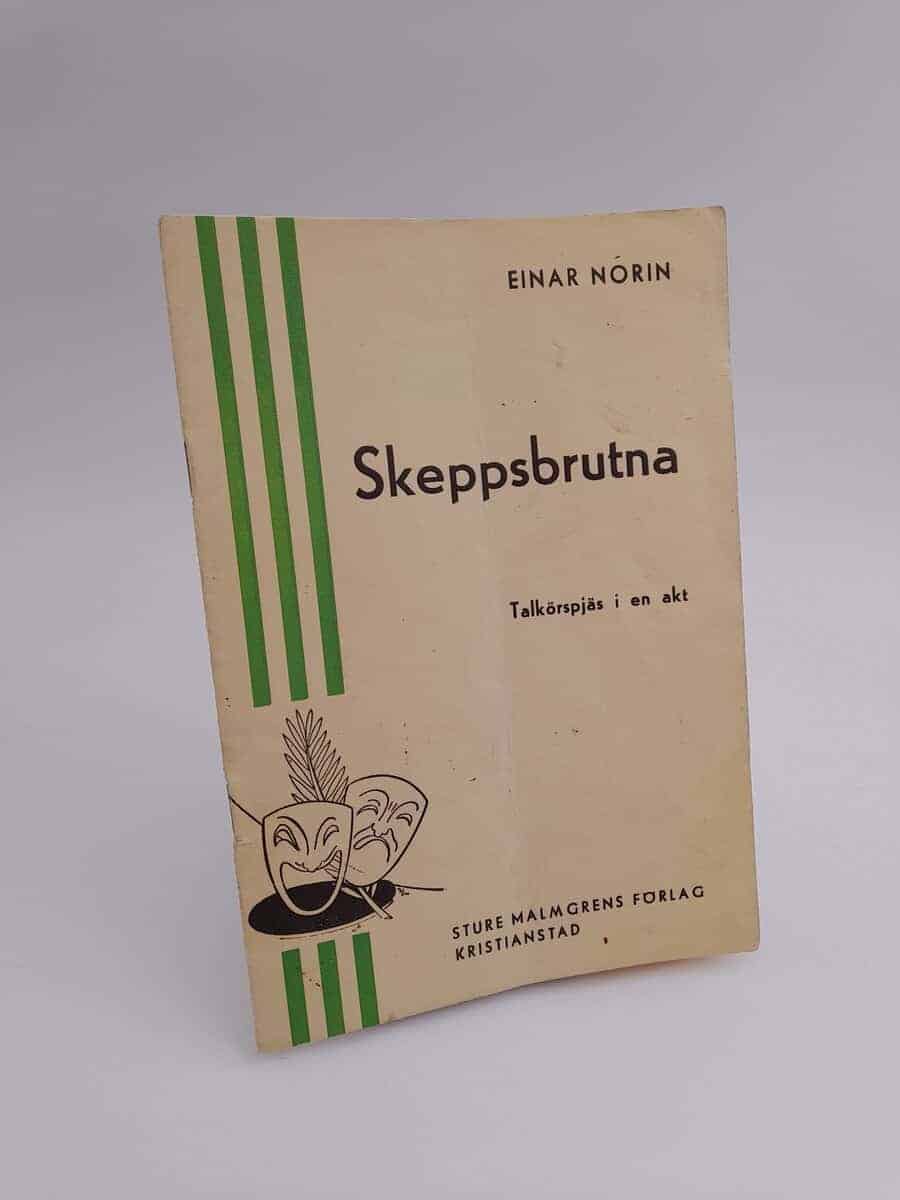 EINAR NORIN
Skeppsbrutna
Talkörspjäs i en akt
STURE MALMGRENS FÖRLAG
KRISTIANSTAD